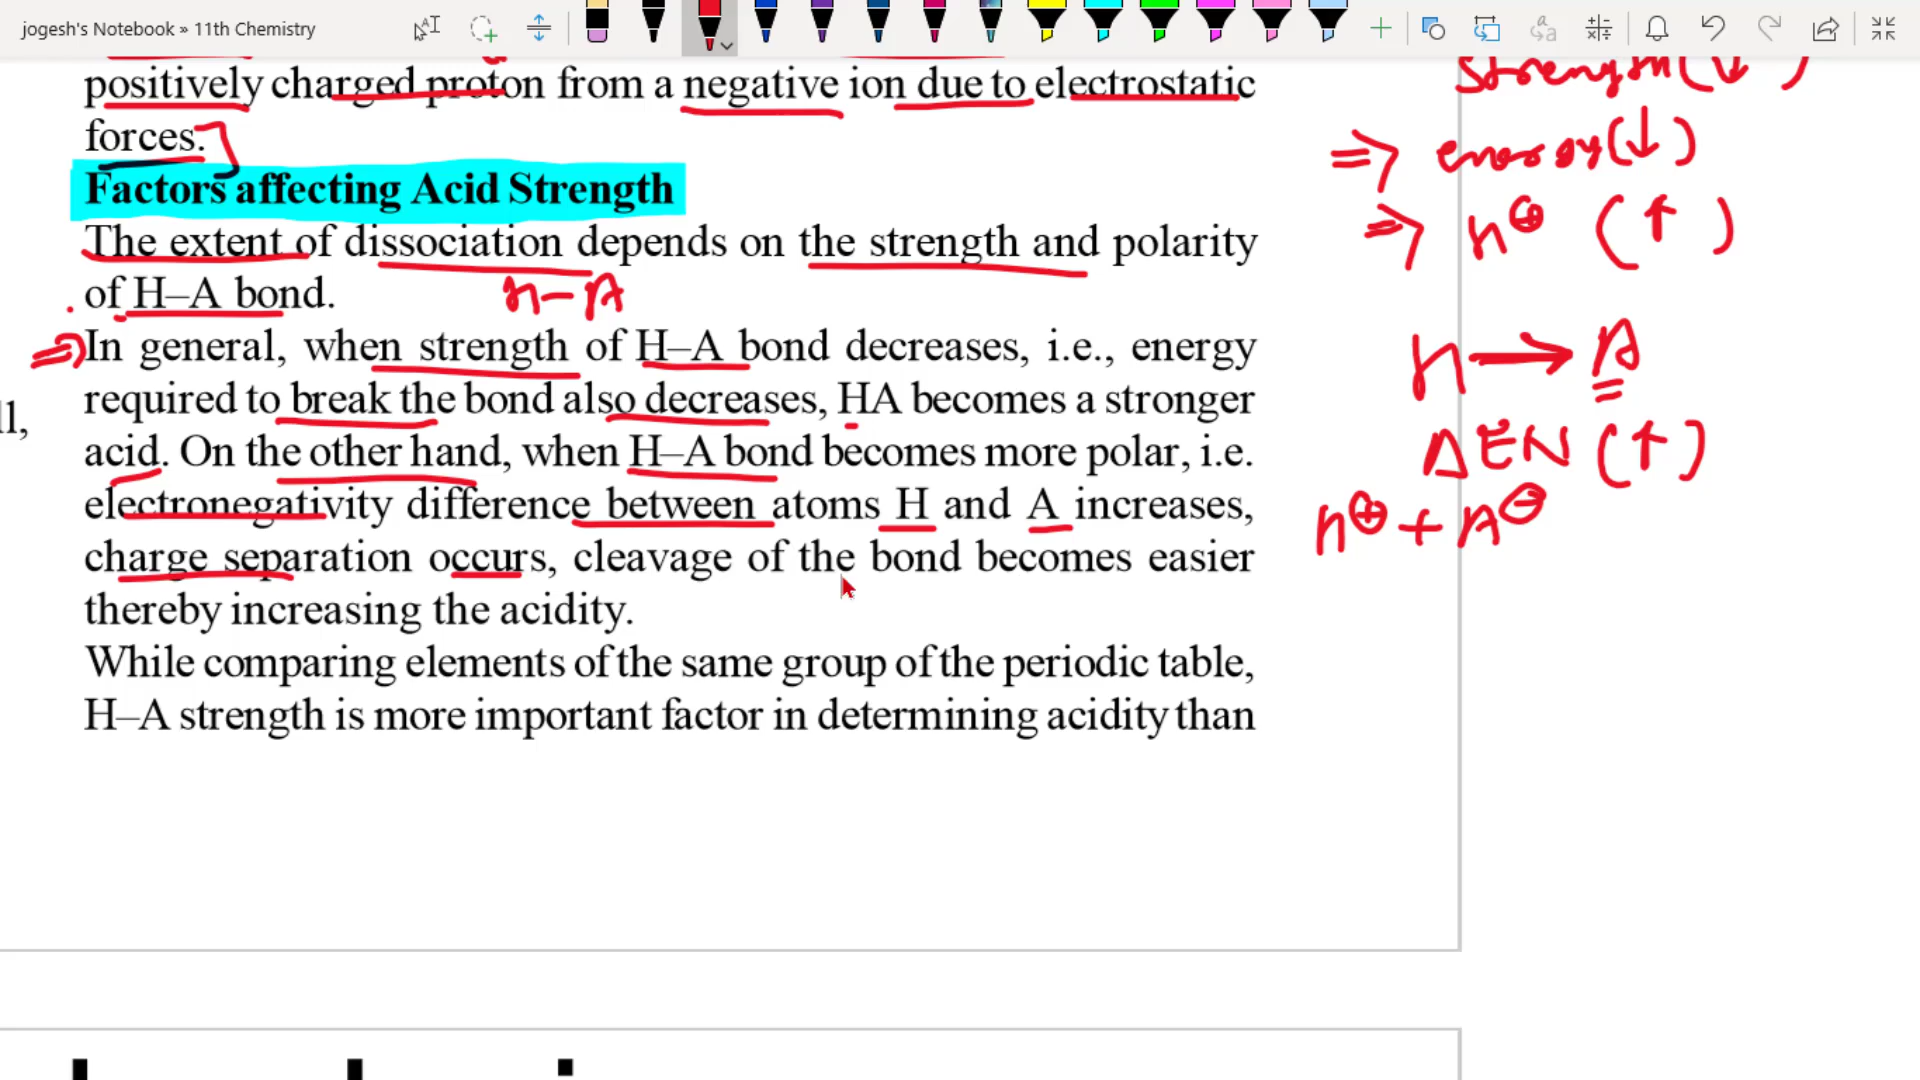 jogesh's Notebook » 11th Chemistry
positively charged proton from a negative ion due to electrostatic
forces.
Factors affecting Acid Strength
The extent of dissociation depends on the strength and polarity
of H–A bond.
H–A
In general, when strength of H–A bond decreases, i.e., energy
required to break the bond also decreases, HA becomes a stronger
acid. On the other hand, when H–A bond becomes more polar, i.e.
electronegativity difference between atoms H and A increases,
charge separation occurs, cleavage of the bond becomes easier
thereby increasing the acidity.
While comparing elements of the same group of the periodic table,
H–A strength is more important factor in determining acidity than
ll,
strength (↓)
⇒ energy (↓)
⇒ H⊕ (↑)
H → A
ΔEN (↑)
H⊕ + A⊖